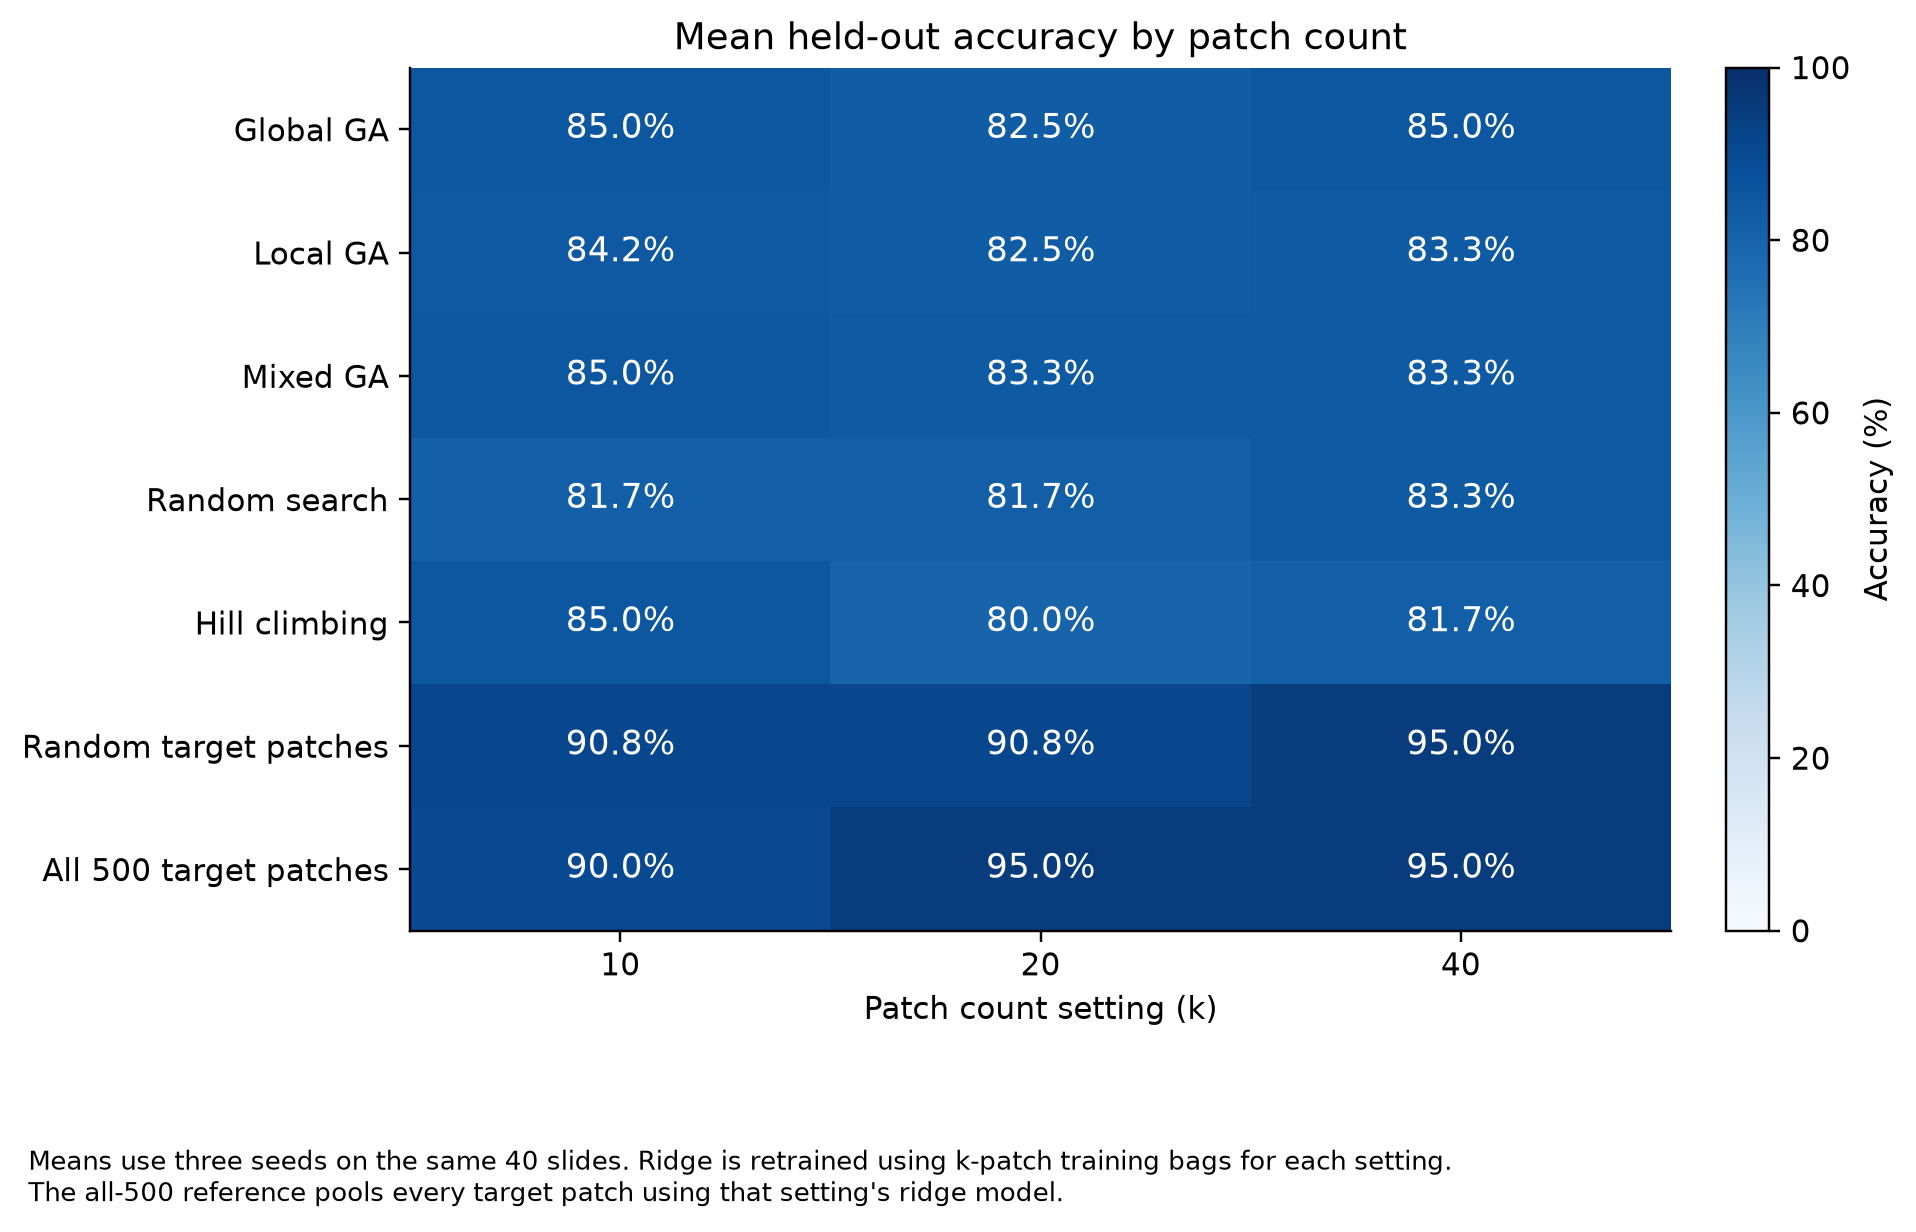 Mean held-out accuracy by patch count
Global GA 85.0% 82.5% 85.0%
Local GA 84.2% 82.5% 83.3%
Mixed GA 85.0% 83.3% 83.3%
Random search 81.7% 81.7% 83.3%
Hill climbing 85.0% 80.0% 81.7%
Random target patches 90.8% 90.8% 95.0%
All 500 target patches 90.0% 95.0% 95.0%
10 20 40
Patch count setting (k)
100
80
60
40
20
0
Accuracy (%)
Means use three seeds on the same 40 slides. Ridge is retrained using k-patch training bags for each setting.
The all-500 reference pools every target patch using that setting's ridge model.